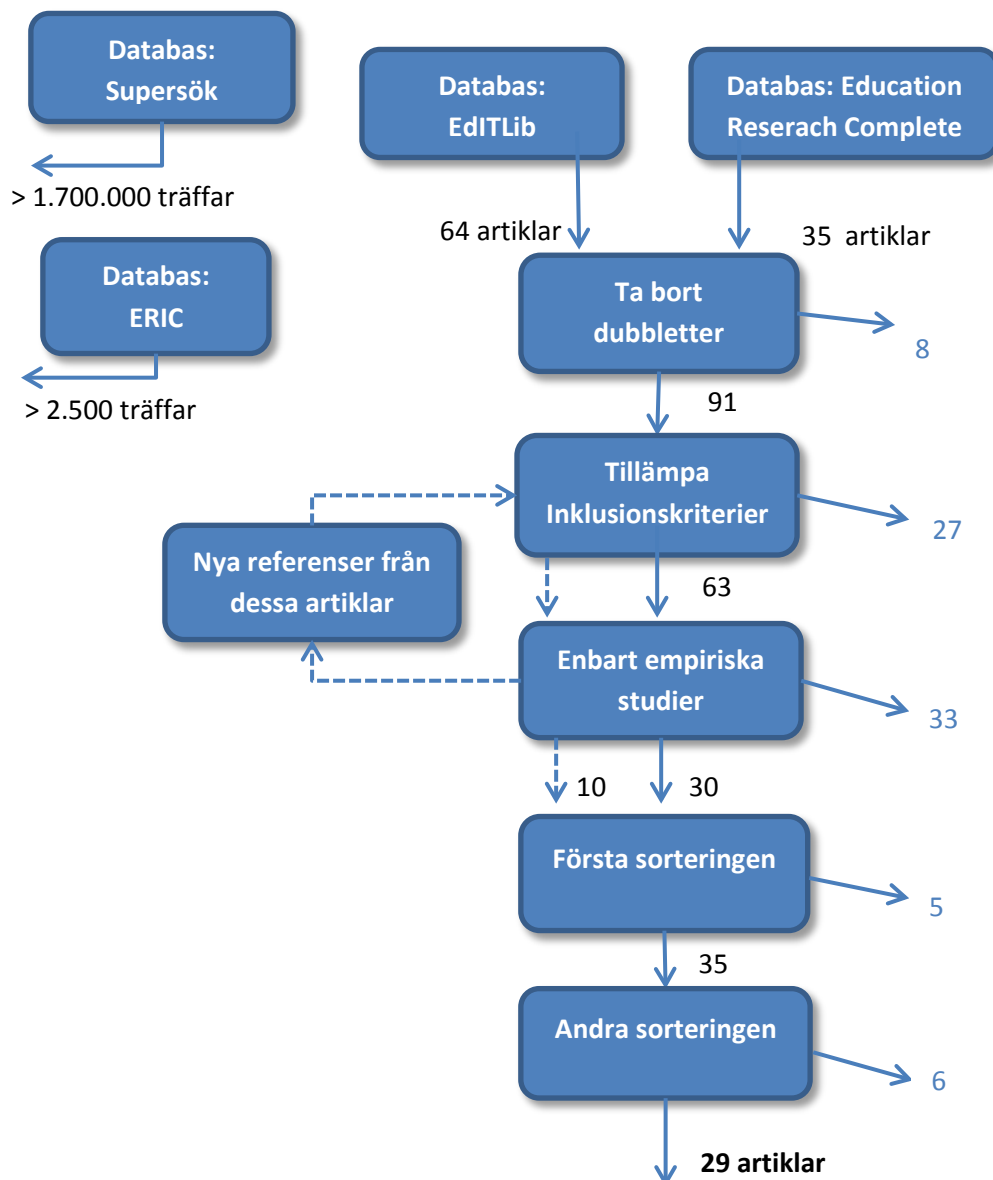 Databas:
Supersök
> 1.700.000 träffar
Databas:
ERIC
> 2.500 träffar
Databas:
EdITLib
Databas: Education
Reserach Complete
64 artiklar
35 artiklar
Ta bort
dubbletter
8
91
Tillämpa
Inklusionskriterier
27
Nya referenser från
dessa artiklar
63
Enbart empiriska
studier
33
10
30
Första sorteringen
5
35
Andra sorteringen
6
29 artiklar